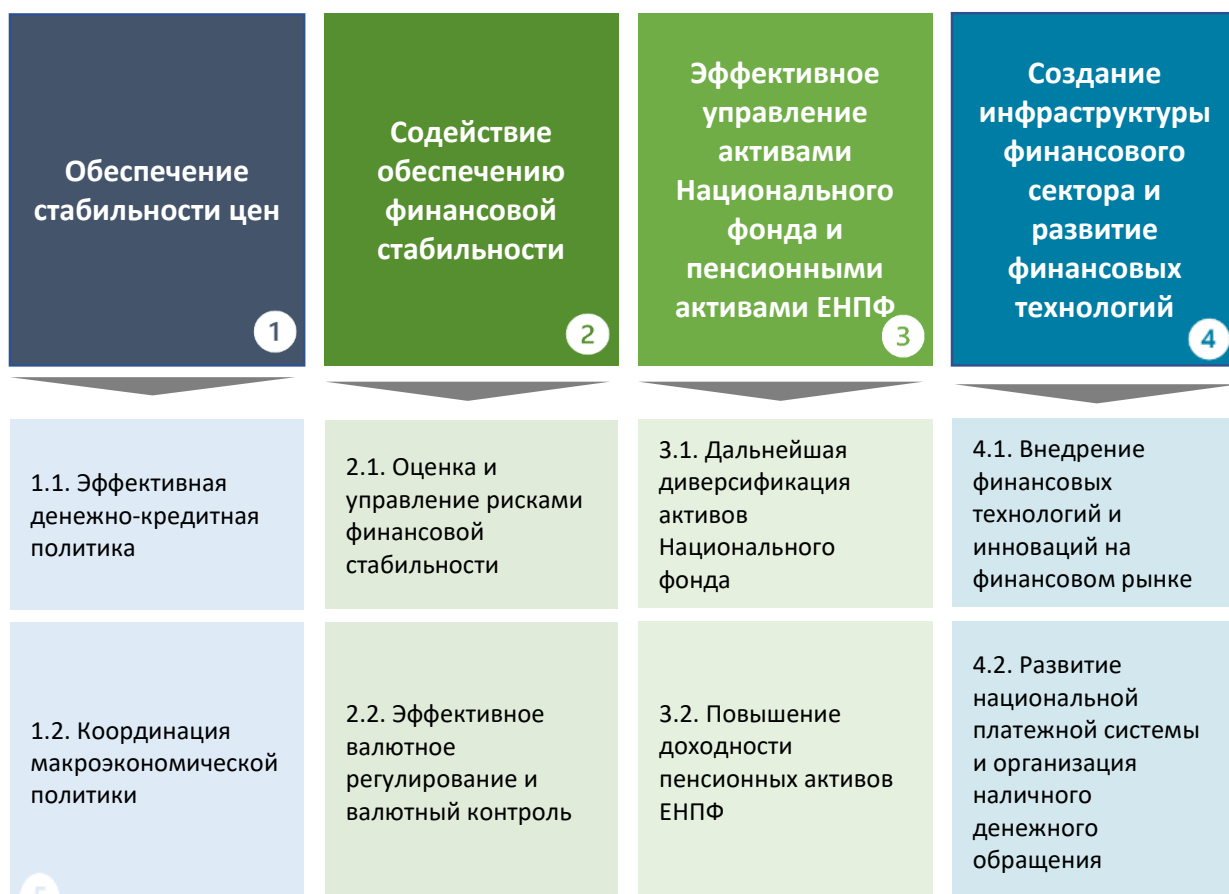 Обеспечение
стабильности цен
1
Содействие
обеспечению
финансовой
стабильности
2
Эффективное
управление
активами
Национального
фонда и
пенсионными
активами ЕНПФ
3
Создание
инфраструктуры
финансового
сектора и
развитие
финансовых
технологий
4
1.1. Эффективная
денежно-кредитная
политика
2.1. Оценка и
управление рисками
финансовой
стабильности
3.1. Дальнейшая
диверсификация
активов
Национального
фонда
4.1. Внедрение
финансовых
технологий и
инноваций на
финансовом рынке
1.2. Координация
макроэкономической
политики
2.2. Эффективное
валютное
регулирование и
валютный контроль
3.2. Повышение
доходности
пенсионных активов
ЕНПФ
4.2. Развитие
национальной
платежной системы
и организация
наличного
денежного
обращения
5